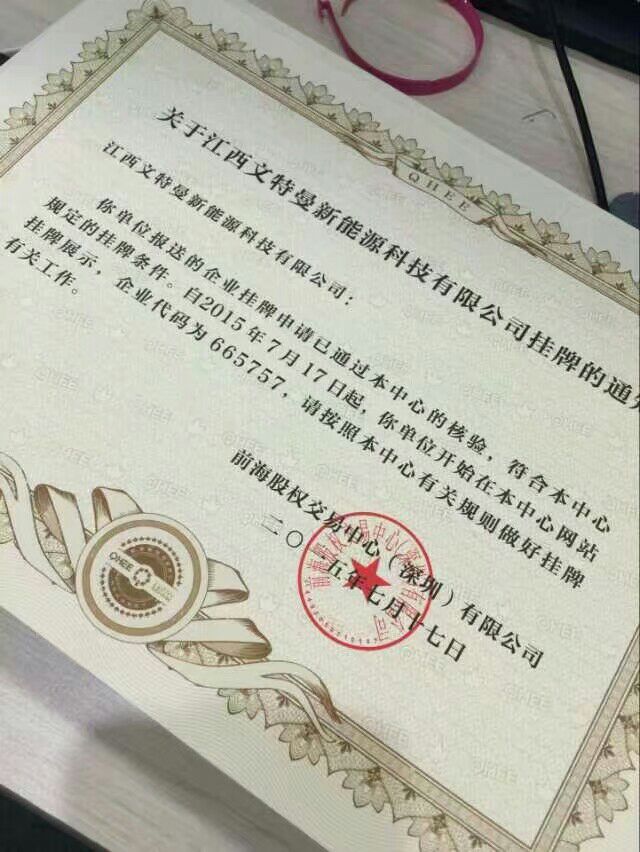 QHEE
关于江西文特曼新能源科技有限公司挂牌的通知
江西文特曼新能源科技有限公司：
你单位报送的企业挂牌申请已通过本中心的核验，符合本中心
规定的挂牌条件。自2015年7月17日起，你单位开始在本中心网站
挂牌展示，企业代码为 665757，请按照本中心有关规则做好挂牌
有关工作。
前海股权交易中心（深圳）有限公司
二〇一五年七月十七日
QHEE